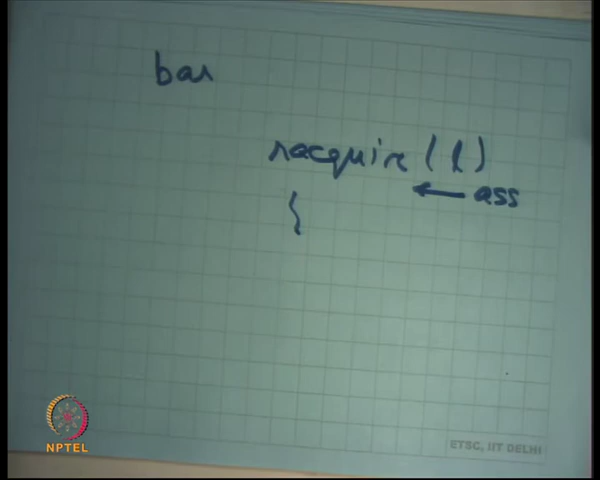 bar
racquire (l)
← ass
{
NPTEL
ETSC, IIT DELHI